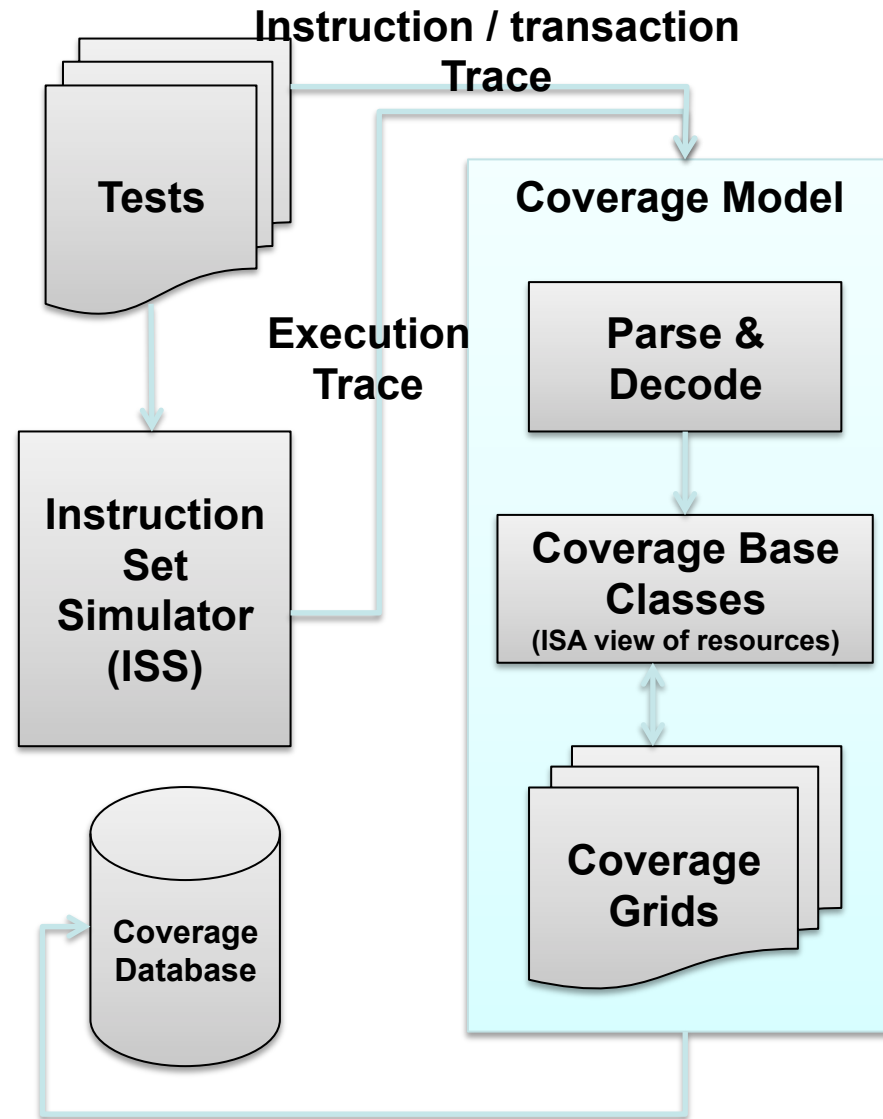 Instruction / transaction
Trace
Tests
Coverage Model
Execution
Trace
Parse &
Decode
Instruction
Set
Simulator
(ISS)
Coverage Base
Classes
(ISA view of resources)
Coverage
Grids
Coverage
Database